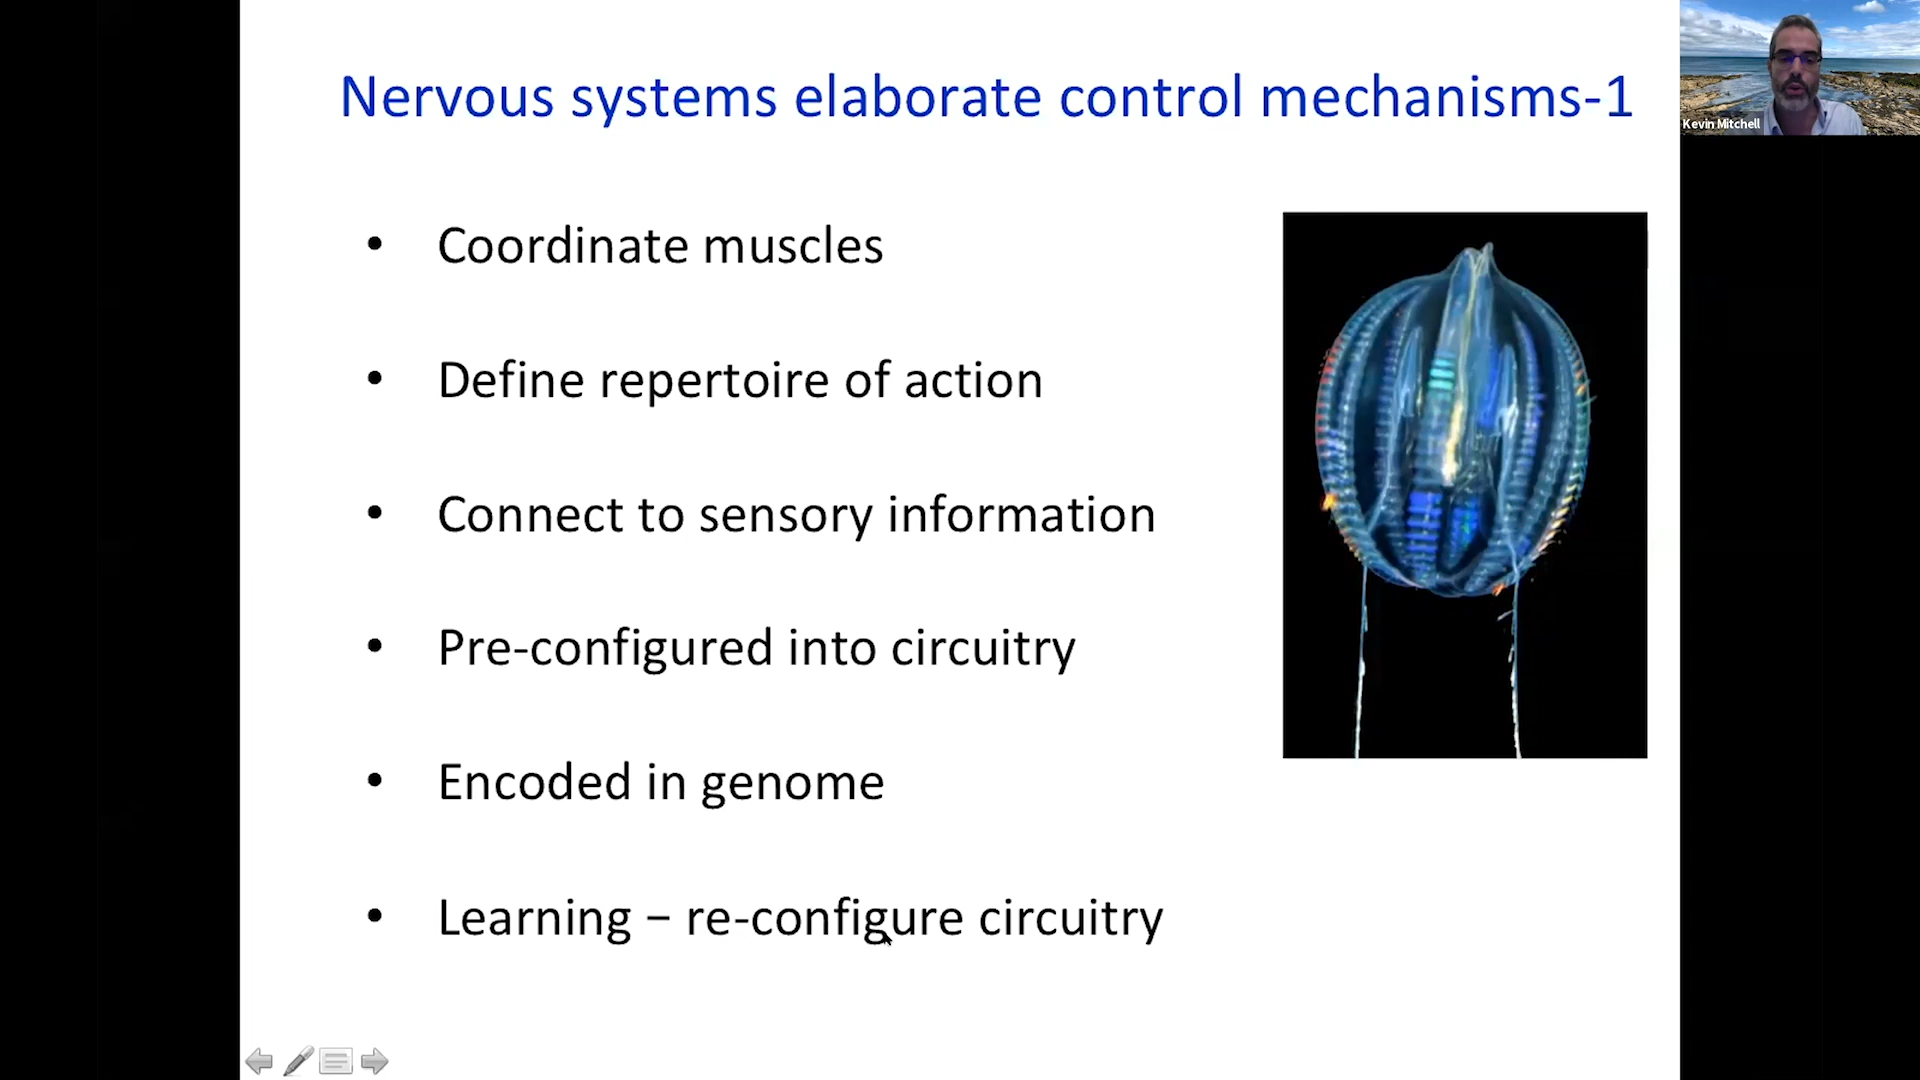 Nervous systems elaborate control mechanisms-1
Kevin Mitchell
• Coordinate muscles
• Define repertoire of action
• Connect to sensory information
• Pre-configured into circuitry
• Encoded in genome
• Learning – re-configure circuitry